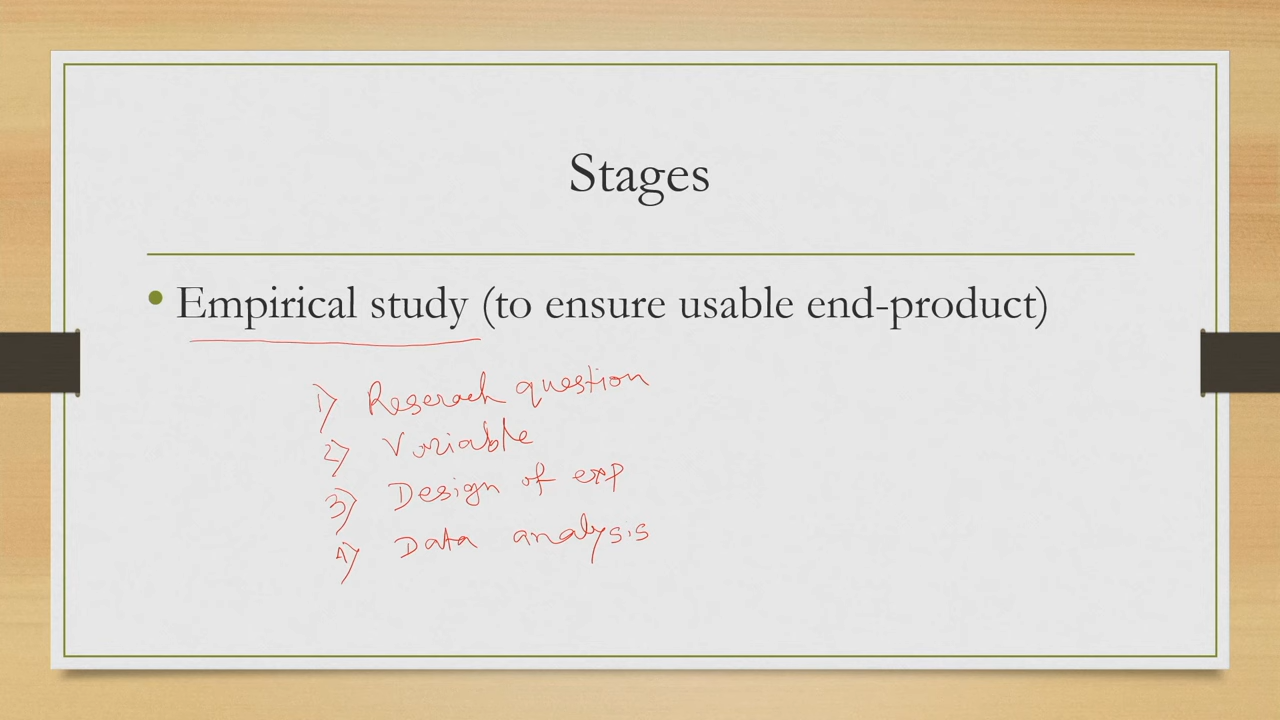 Stages
• Empirical study (to ensure usable end-product)
1) Reserach question
2) Variable
3) Design of exp
4) Data analysis